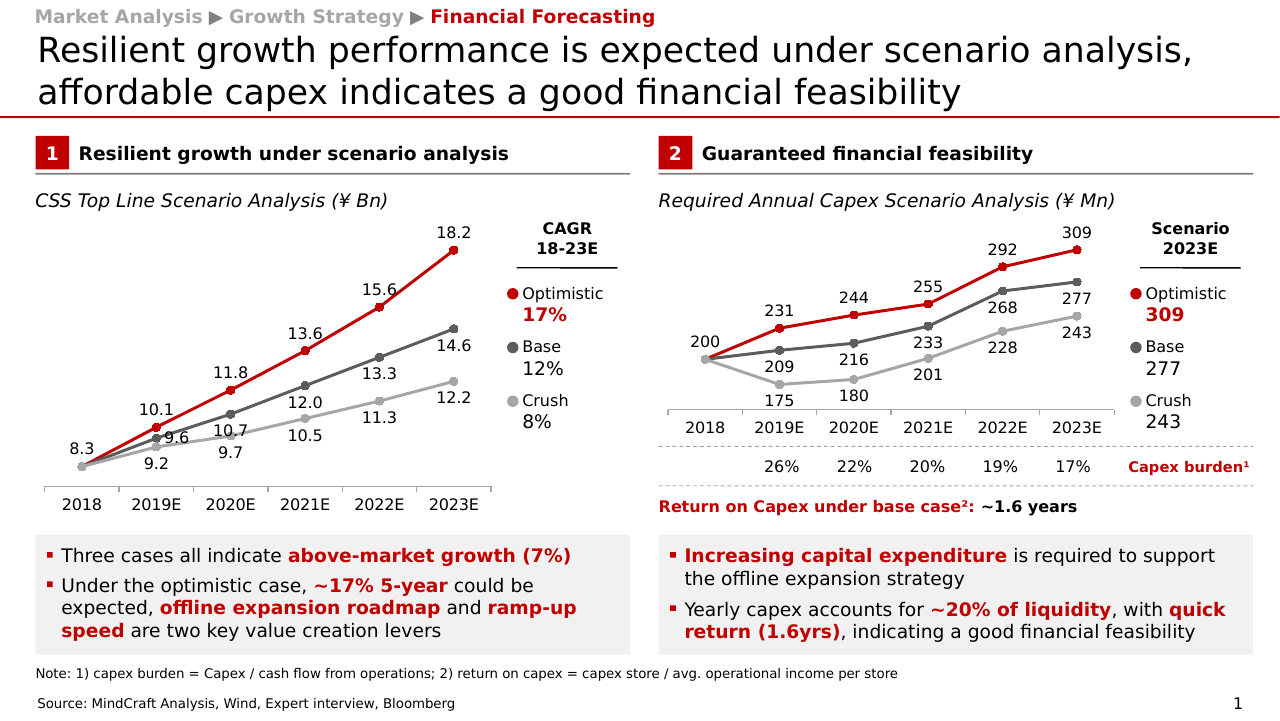 Market Analysis ▶ Growth Strategy ▶ Financial Forecasting
Resilient growth performance is expected under scenario analysis,
affordable capex indicates a good financial feasibility
1 Resilient growth under scenario analysis
CSS Top Line Scenario Analysis (¥ Bn)
CAGR
18-23E
18.2
15.6
13.6
11.8
10.1
8.3
14.6
13.3
12.0
10.7
9.6
12.2
11.3
10.5
9.7
9.2
2018 2019E 2020E 2021E 2022E 2023E
Optimistic
17%
Base
12%
Crush
8%
▪ Three cases all indicate above-market growth (7%)
▪ Under the optimistic case, ~17% 5-year could be
expected, offline expansion roadmap and ramp-up
speed are two key value creation levers
2 Guaranteed financial feasibility
Required Annual Capex Scenario Analysis (¥ Mn)
Scenario
2023E
309
292
255
244
231
200
277
268
233
216
209
243
228
201
180
175
2018 2019E 2020E 2021E 2022E 2023E
Optimistic
309
Base
277
Crush
243
26% 22% 20% 19% 17% Capex burden¹
Return on Capex under base case²: ~1.6 years
▪ Increasing capital expenditure is required to support
the offline expansion strategy
▪ Yearly capex accounts for ~20% of liquidity, with quick
return (1.6yrs), indicating a good financial feasibility
Note: 1) capex burden = Capex / cash flow from operations; 2) return on capex = capex store / avg. operational income per store
Source: MindCraft Analysis, Wind, Expert interview, Bloomberg
1